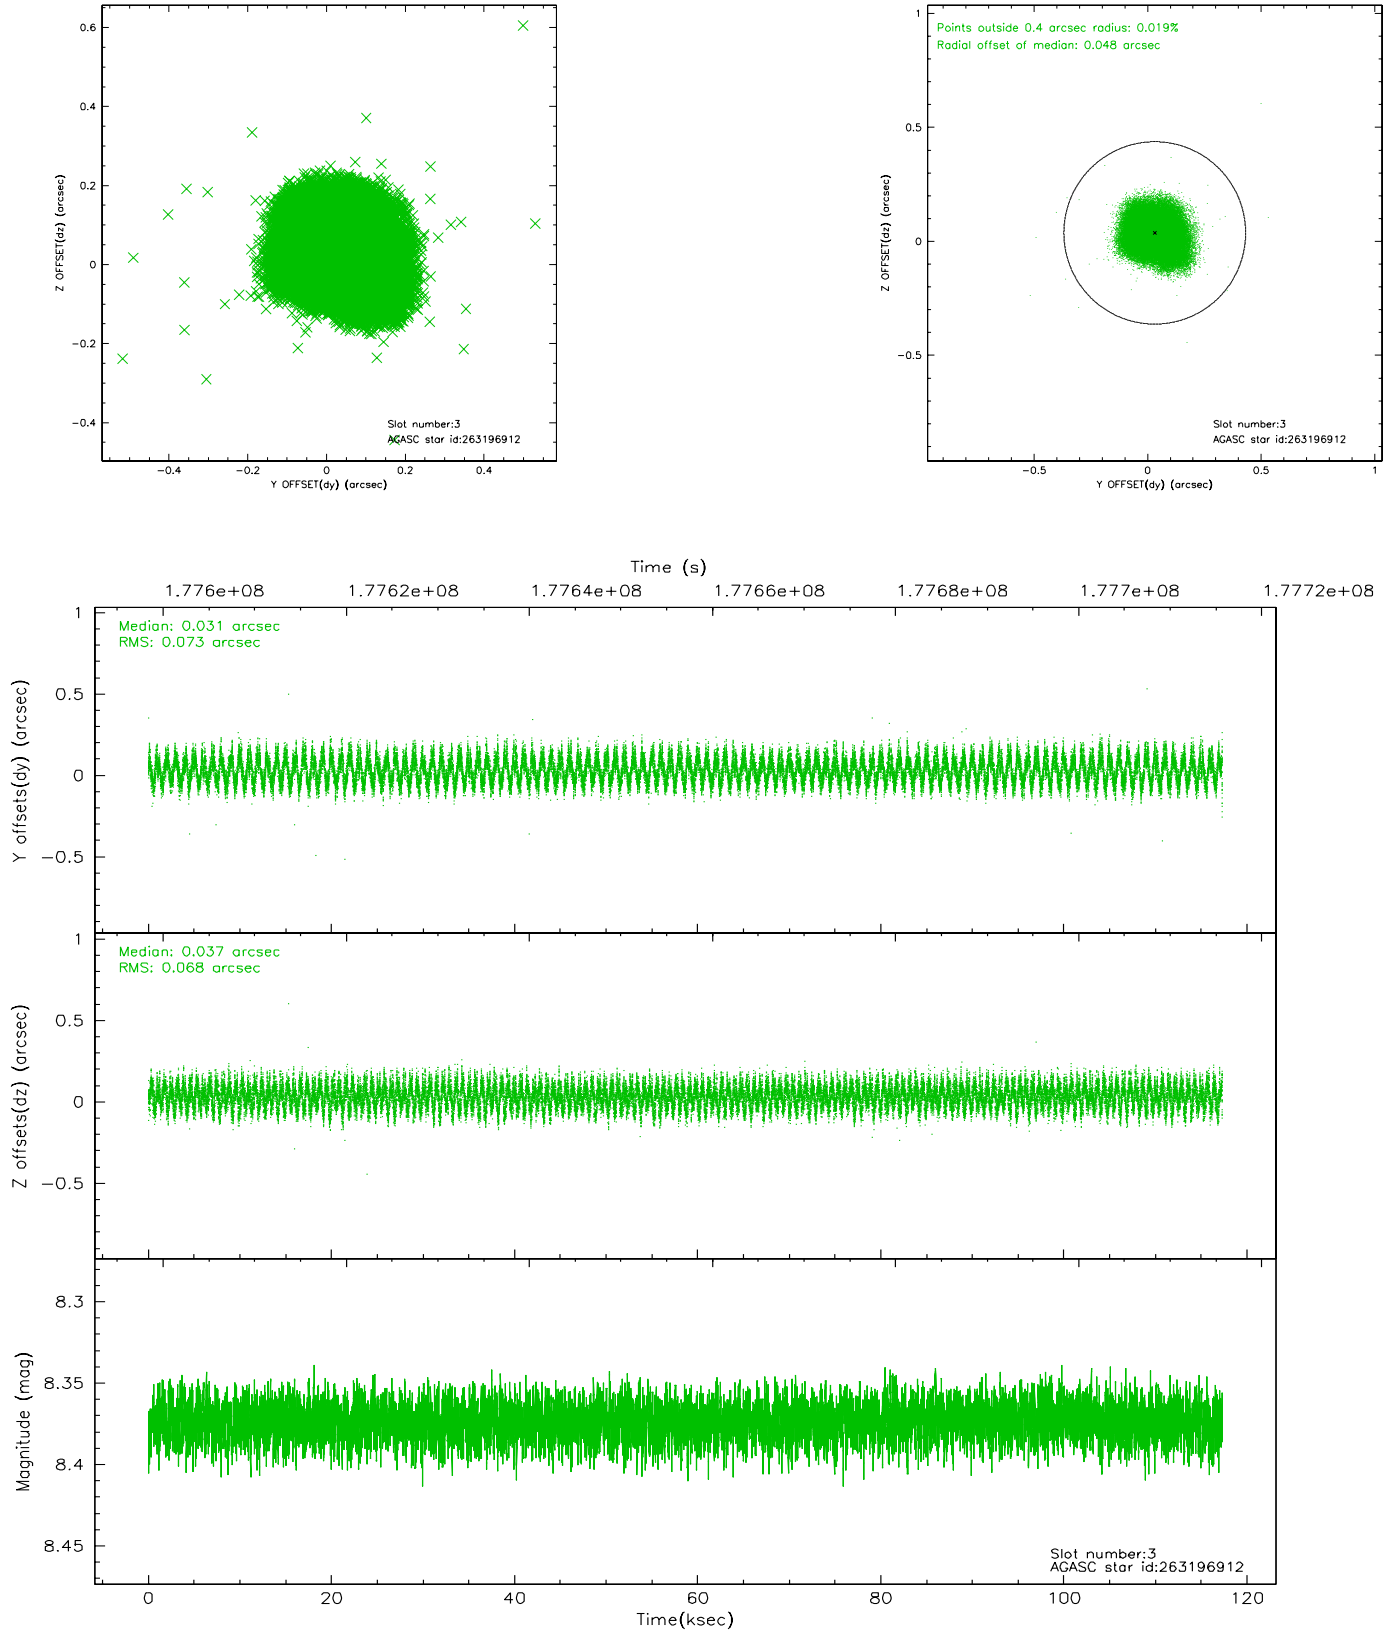 0.6
0.4
0.2
0
−0.2
−0.4
Z OFFSET(dz) (arcsec)
−0.4
−0.2
0
0.2
0.4
Y OFFSET(dy) (arcsec)
Slot number:3
AGASC star id:263196912
Points outside 0.4 arcsec radius: 0.019%
Radial offset of median: 0.048 arcsec
1
0.5
0
−0.5
Z OFFSET(dz) (arcsec)
−0.5
0
0.5
1
Y OFFSET(dy) (arcsec)
Slot number:3
AGASC star id:263196912
Time (s)
1.776e+08
1.7762e+08
1.7764e+08
1.7766e+08
1.7768e+08
1.777e+08
1.7772e+08
Median: 0.031 arcsec
RMS: 0.073 arcsec
1
0.5
0
−0.5
Y offsets(dy) (arcsec)
Median: 0.037 arcsec
RMS: 0.068 arcsec
1
0.5
0
−0.5
Z offsets(dz) (arcsec)
8.3
8.35
8.4
8.45
Magnitude (mag)
Slot number:3
AGASC star id:263196912
0
20
40
60
80
100
120
Time(ksec)